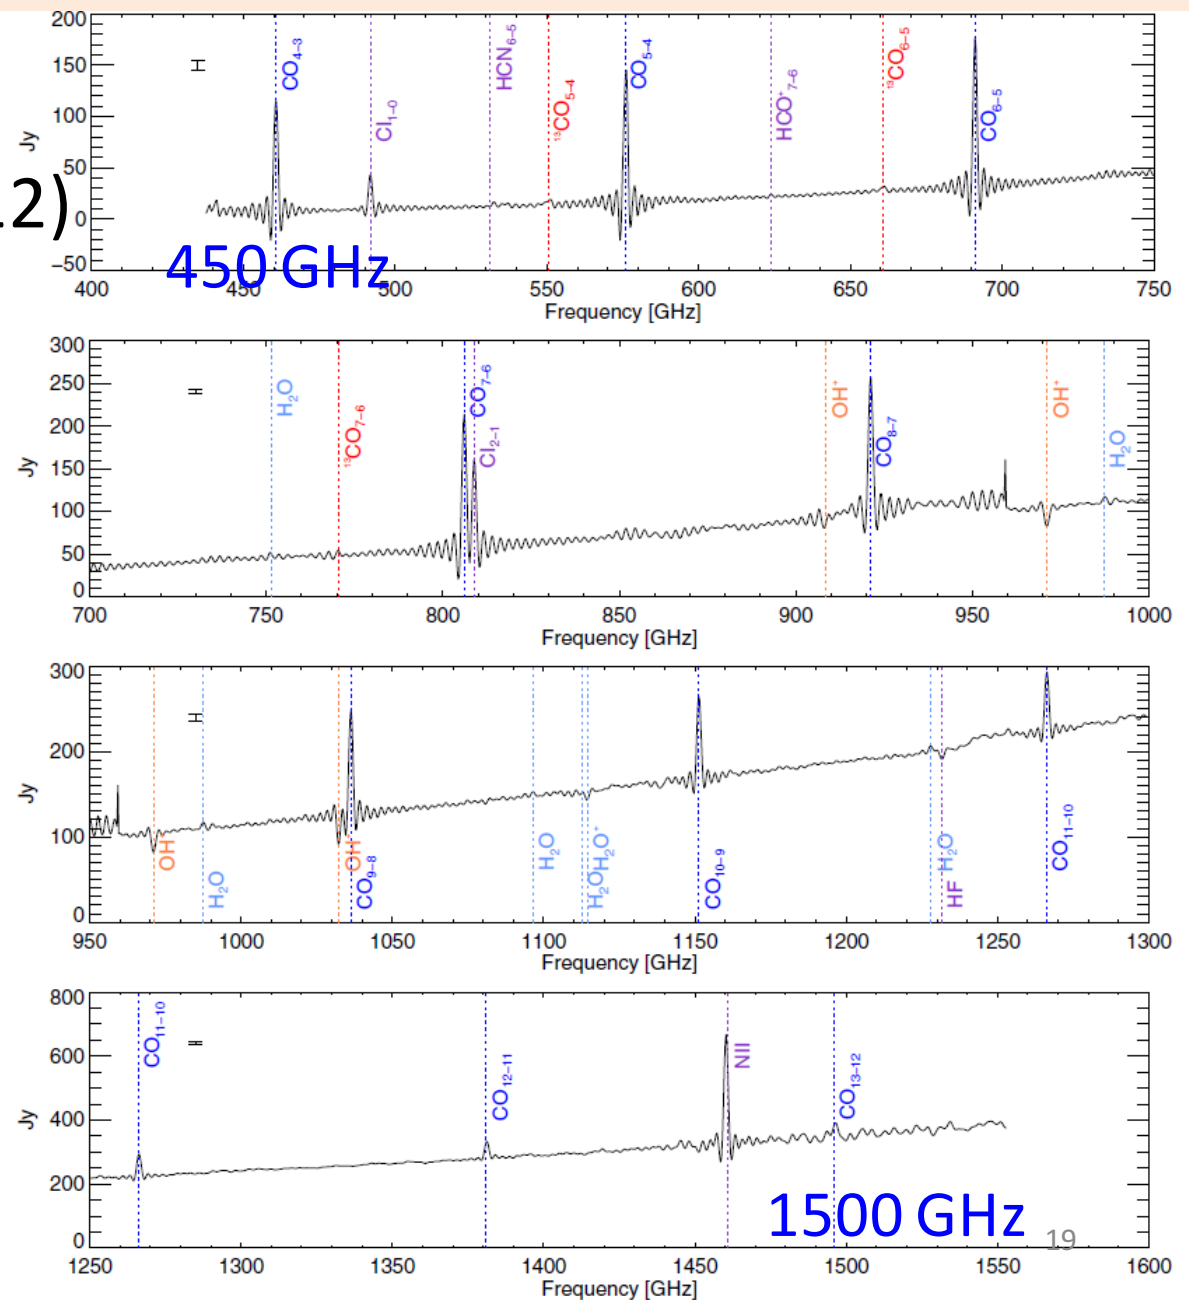 .2)
200
150
100
50
0
−50
Jy
CO4–3
CI1–0
HCN6–5
¹³CO5–4
CO5–4
HCO⁺7–6
¹³CO6–5
CO6–5
450 GHz
400 450 500 550 600 650 700 750
Frequency [GHz]
300
250
200
150
100
50
0
Jy
H₂O
¹³CO7–6
CO7–6
CI2–1
OH⁺
CO8–7
OH⁺
H₂O
700 750 800 850 900 950 1000
Frequency [GHz]
300
200
100
0
Jy
OH⁺
H₂O
OH⁺
CO9–8
H₂O
H₂O
H₂O⁺
CO10–9
H₂O
HF
CO11–10
950 1000 1050 1100 1150 1200 1250 1300
Frequency [GHz]
800
600
400
200
0
Jy
CO11–10
CO12–11
NII
CO13–12
1500 GHz
19
1250 1300 1350 1400 1450 1500 1550 1600
Frequency [GHz]